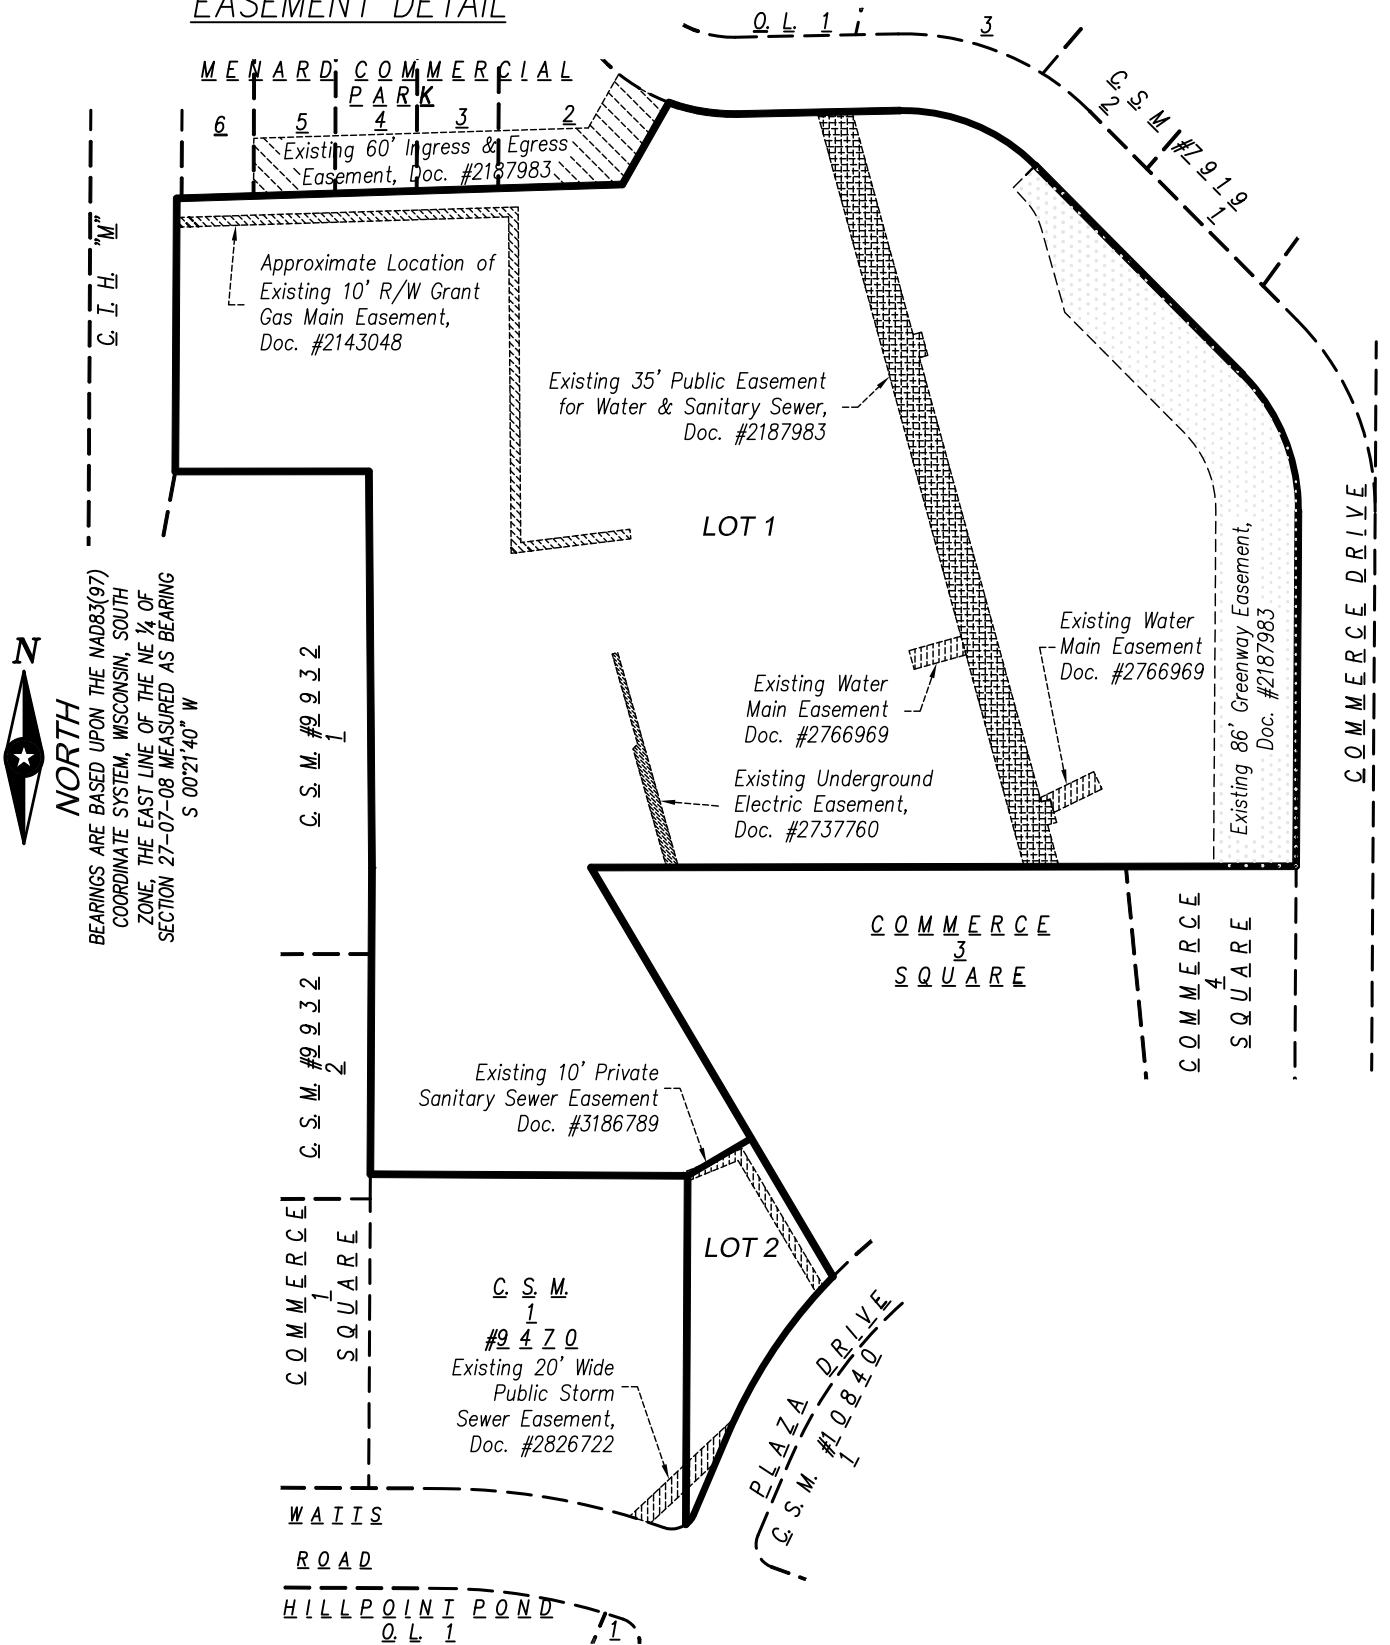 EASEMENT DETAIL
O. L. 1
3
MENARD COMMERCIAL
PARK
6
5
4
3
2
Existing 60' Ingress & Egress
Easement, Doc. #2187983
C. S. M. #7919
2
1
C. T. H. "M"
Approximate Location of
Existing 10' R/W Grant
Gas Main Easement,
Doc. #2143048
Existing 35' Public Easement
for Water & Sanitary Sewer,
Doc. #2187983
LOT 1
COMMERCE DRIVE
Existing 86' Greenway Easement,
Doc. #2187983
Existing Water
Main Easement
Doc. #2766969
Existing Water
Main Easement
Doc. #2766969
Existing Underground
Electric Easement,
Doc. #2737760
N
NORTH
BEARINGS ARE BASED UPON THE NAD83(97)
COORDINATE SYSTEM, WISCONSIN, SOUTH
ZONE, THE EAST LINE OF THE NE ¼ OF
SECTION 27-07-08 MEASURED AS BEARING
S 00°21'40" W
C. S. M. #9932
1
COMMERCE
3
SQUARE
COMMERCE
4
SQUARE
C. S. M. #9932
2
Existing 10' Private
Sanitary Sewer Easement
Doc. #3186789
LOT 2
COMMERCE
1
SQUARE
C. S. M.
1
#9470
Existing 20' Wide
Public Storm
Sewer Easement,
Doc. #2826722
PLAZA DRIVE
C. S. M. #10840
1
WATTS
ROAD
HILLPOINT POND
O. L. 1
1